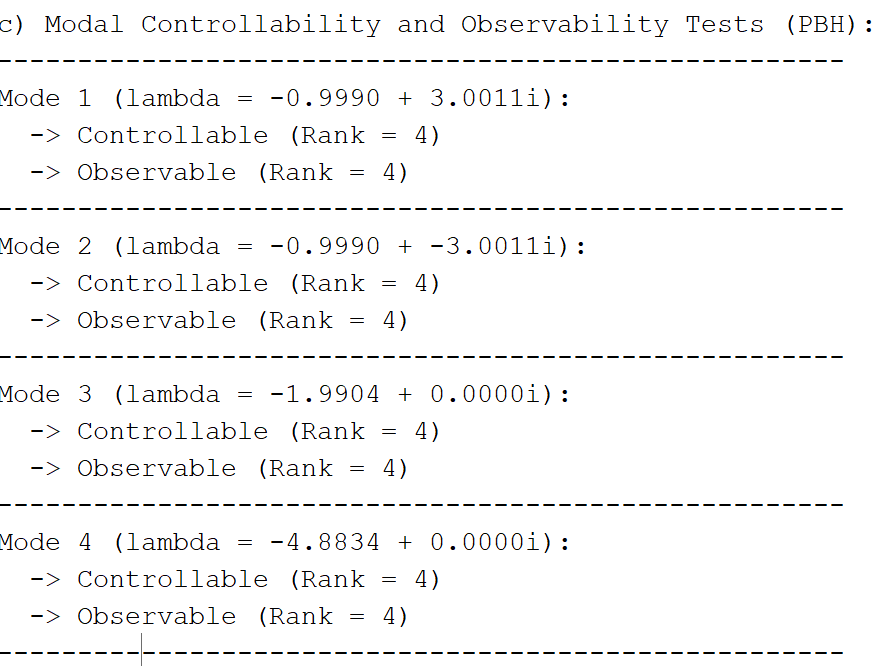 c) Modal Controllability and Observability Tests (PBH):
-----------------------------------------------------
Mode 1 (lambda = -0.9990 + 3.0011i):
  -> Controllable (Rank = 4)
  -> Observable (Rank = 4)
-----------------------------------------------------
Mode 2 (lambda = -0.9990 + -3.0011i):
  -> Controllable (Rank = 4)
  -> Observable (Rank = 4)
-----------------------------------------------------
Mode 3 (lambda = -1.9904 + 0.0000i):
  -> Controllable (Rank = 4)
  -> Observable (Rank = 4)
-----------------------------------------------------
Mode 4 (lambda = -4.8834 + 0.0000i):
  -> Controllable (Rank = 4)
  -> Observable (Rank = 4)
-----------------------------------------------------